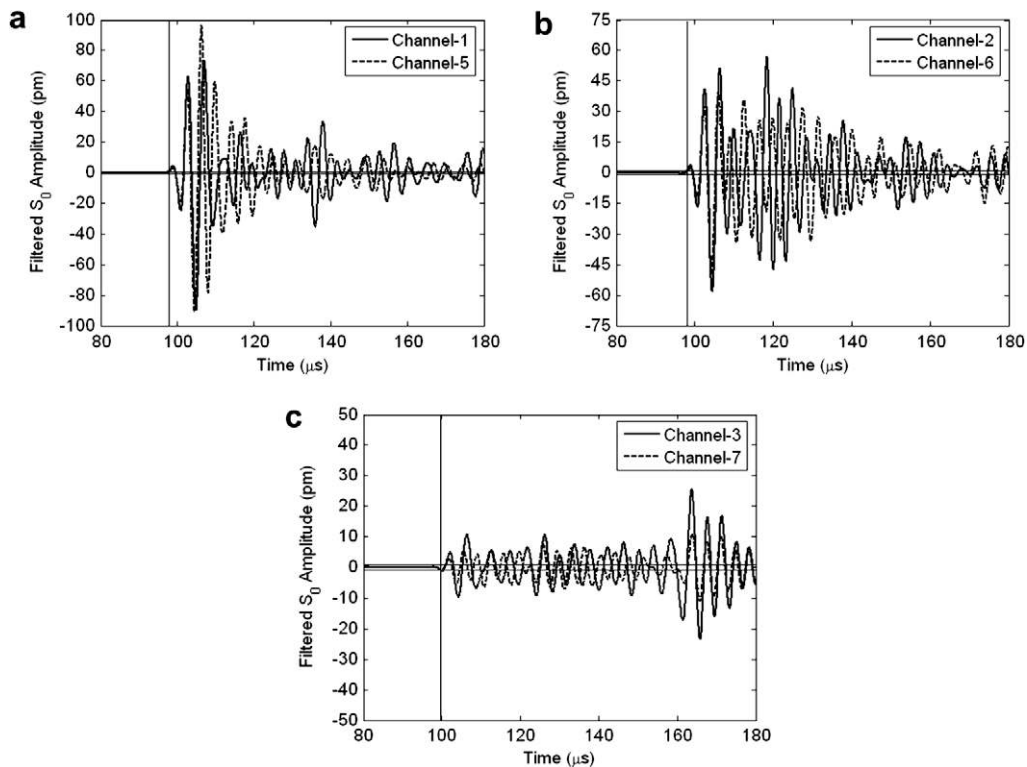 a
Filtered S0 Amplitude (pm)
100
80
60
40
20
0
-20
-40
-60
-80
-100
80 100 120 140 160 180
Time (μs)
Channel-1
Channel-5
b
Filtered S0 Amplitude (pm)
75
60
45
30
15
0
-15
-30
-45
-60
-75
80 100 120 140 160 180
Time (μs)
Channel-2
Channel-6
c
Filtered S0 Amplitude (pm)
50
40
30
20
10
0
-10
-20
-30
-40
-50
80 100 120 140 160 180
Time (μs)
Channel-3
Channel-7